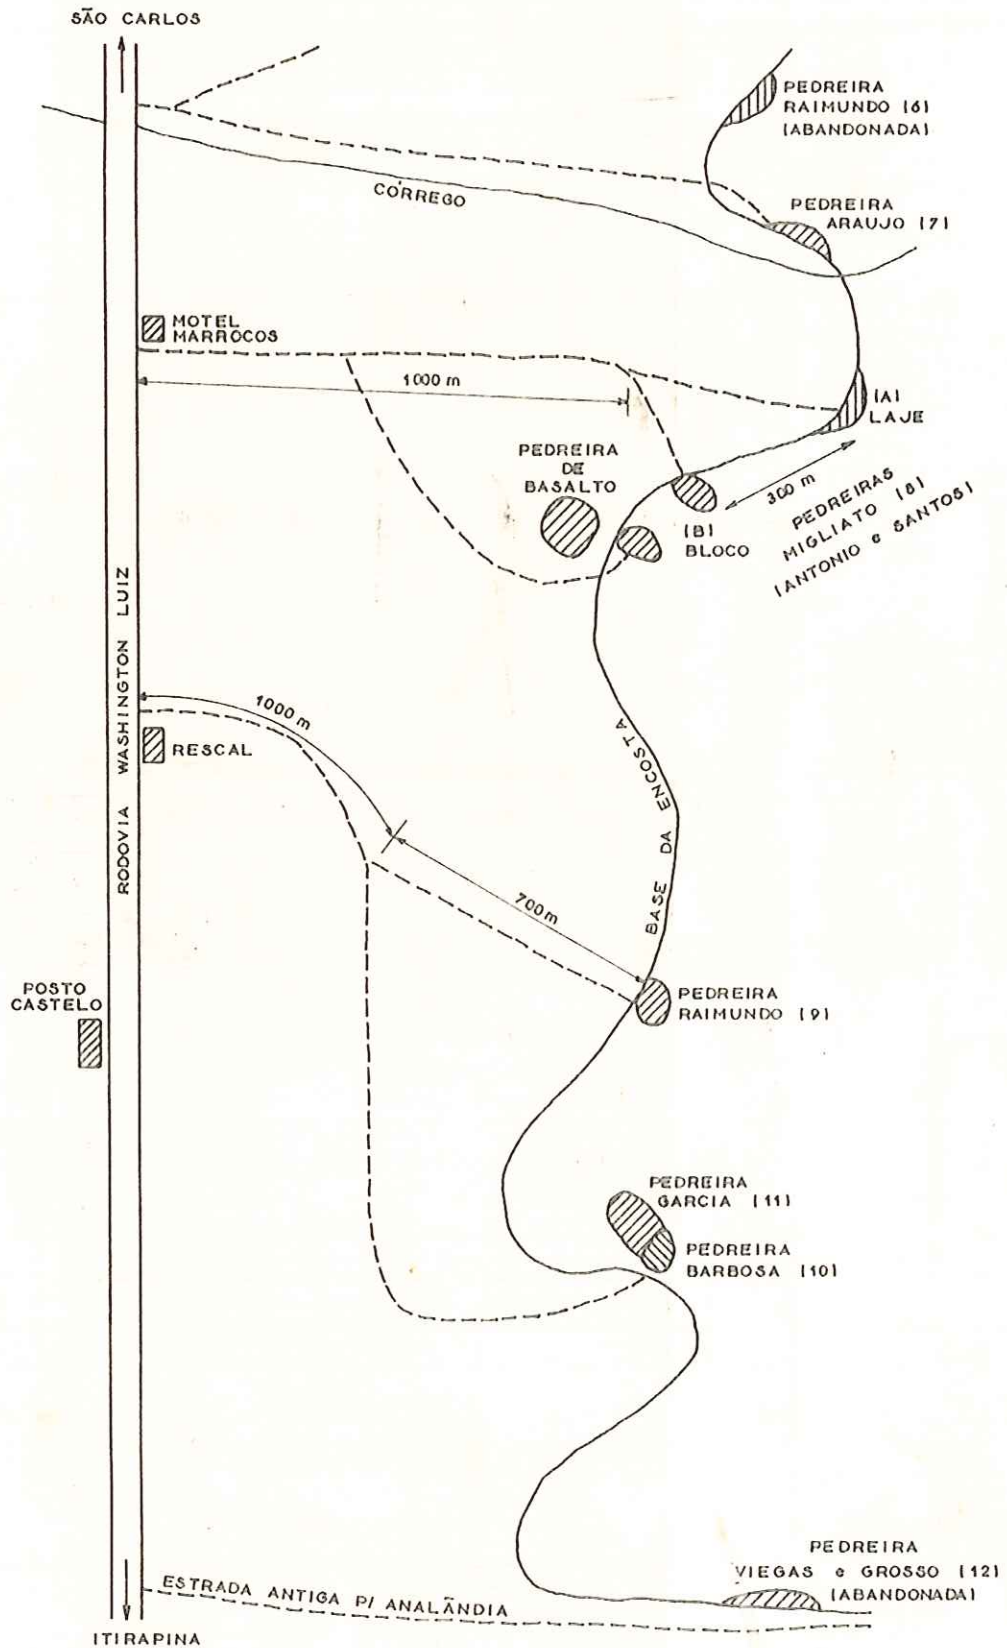 SÃO CARLOS
PEDREIRA
RAIMUNDO (6)
(ABANDONADA)
CÓRREGO
PEDREIRA
ARAUJO (7)
MOTEL
MARROCOS
1000 m
(A)
LAJE
PEDREIRA
DE
BASALTO
300 m
(B)
BLOCO
PEDREIRAS
MIGLIATO (8)
(ANTONIO e SANTOS)
RODOVIA WASHINGTON LUIZ
1000 m
RESCAL
BASE DA ENCOSTA
700 m
POSTO
CASTELO
PEDREIRA
RAIMUNDO (9)
PEDREIRA
GARCIA (11)
PEDREIRA
BARBOSA (10)
PEDREIRA
VIEGAS e GROSSO (12)
(ABANDONADA)
ESTRADA ANTIGA P/ ANALÂNDIA
ITIRAPINA